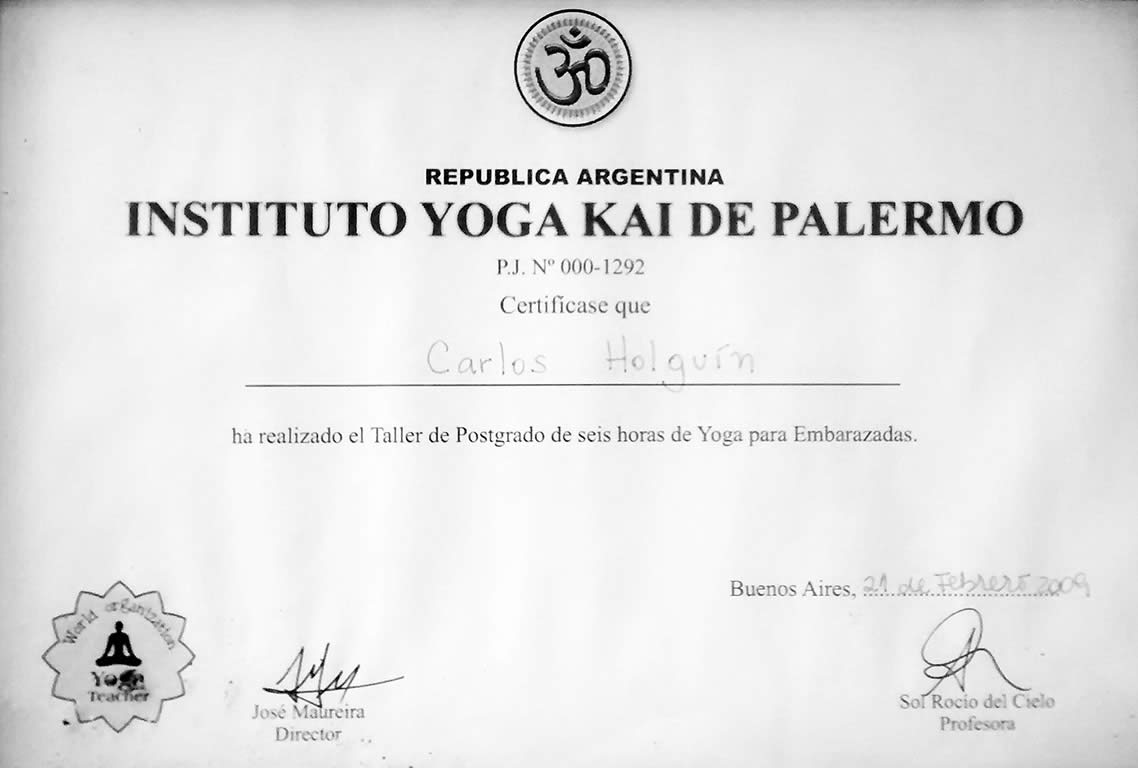 ॐ
REPUBLICA ARGENTINA
INSTITUTO YOGA KAI DE PALERMO
P.J. Nº 000-1292
Certifícase que
Carlos Holguín
ha realizado el Taller de Postgrado de seis horas de Yoga para Embarazadas.
Buenos Aires, 21 de Febrero 2009
World organization
Yoga
Teacher
José Maureira
Director
Sol Rocío del Cielo
Profesora